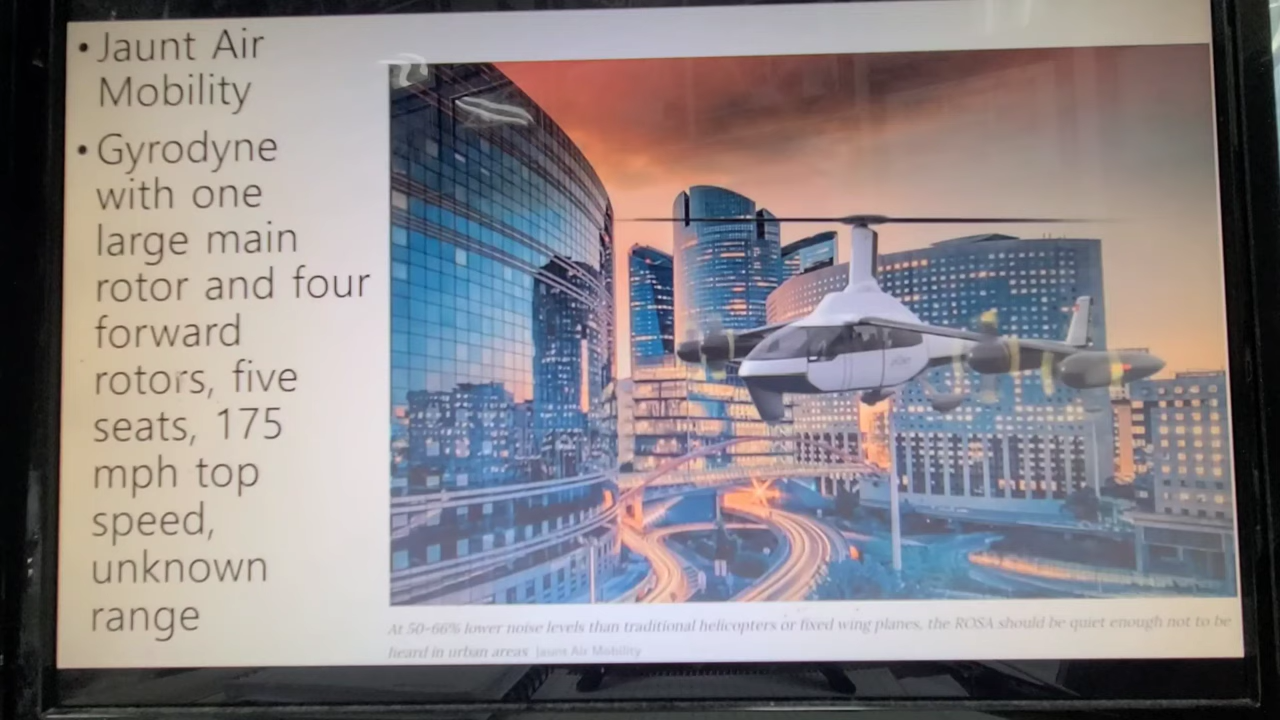 • Jaunt Air
Mobility
• Gyrodyne
with one
large main
rotor and four
forward
rotors, five
seats, 175
mph top
speed,
unknown
range
At 50-66% lower noise levels than traditional helicopters or fixed wing planes, the ROSA should be quiet enough not to be
heard in urban areas Jaunt Air Mobility